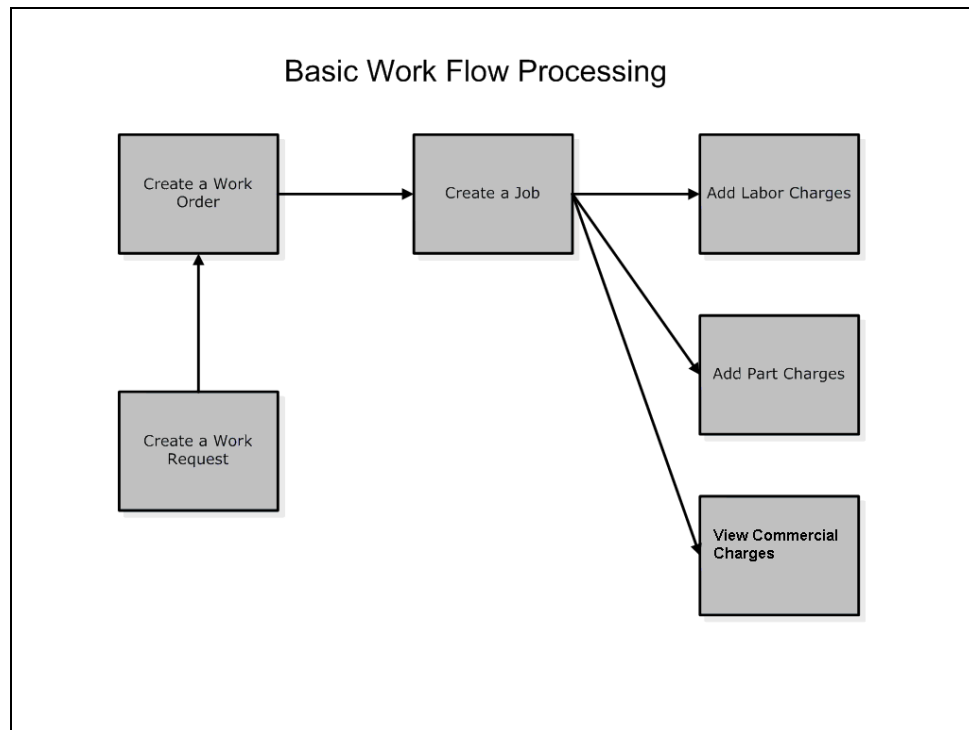 Basic Work Flow Processing
Create a Work
Order
Create a Job
Add Labor Charges
Add Part Charges
Create a Work
Request
View Commercial
Charges